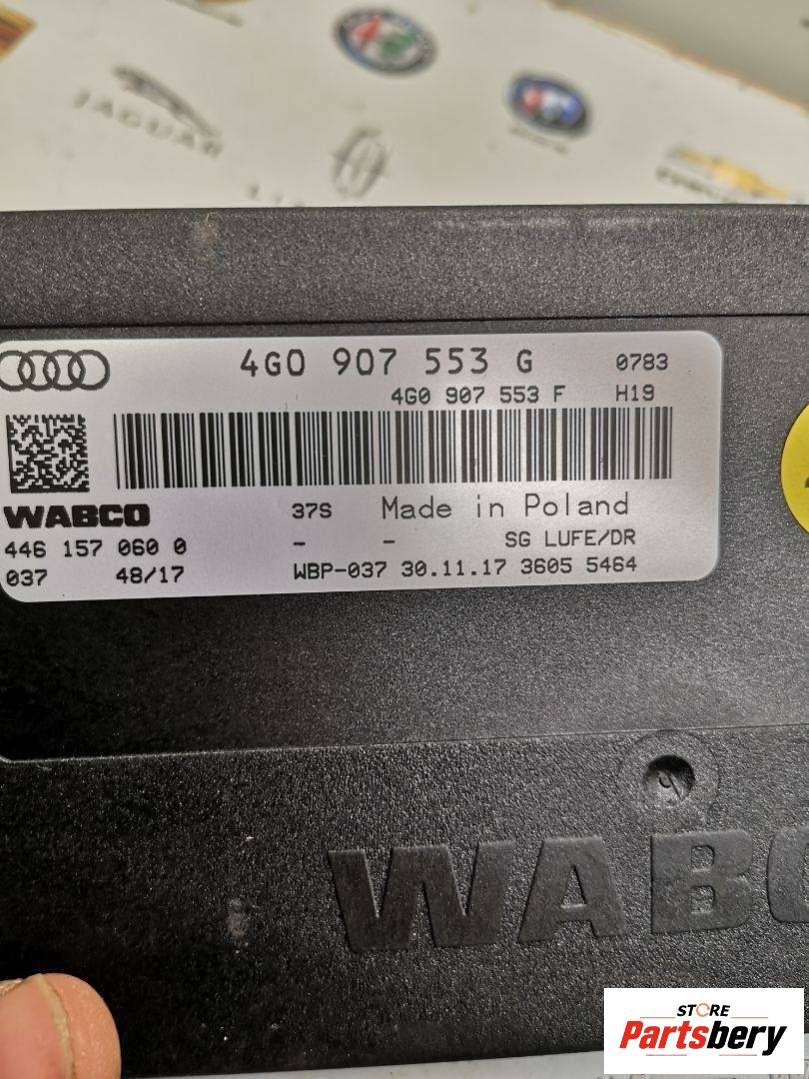 JAGUAR
4G0 907 553 G 0783
4G0 907 553 F H19
WABCO 37S Made in Poland
446 157 060 0 - - SG LUFE/DR
037 48/17 WBP-037 30.11.17 3605 5464
WABC
STORE
Partsbery